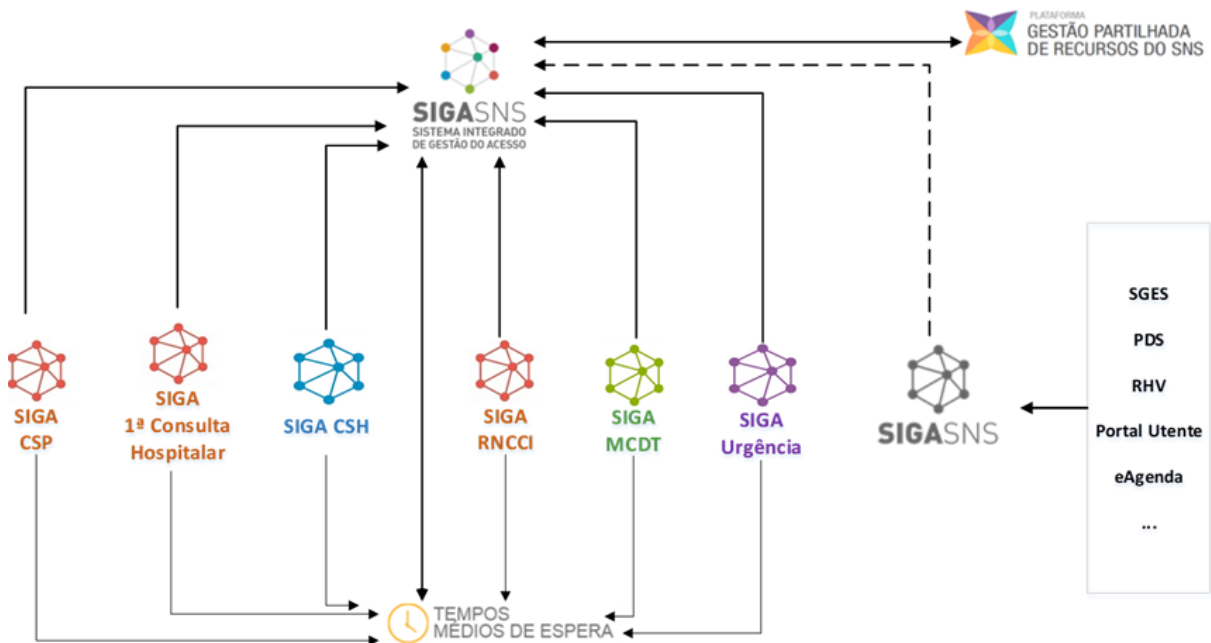 PLATAFORMA
GESTÃO PARTILHADA
DE RECURSOS DO SNS
SIGASNS
SISTEMA INTEGRADO
DE GESTÃO DO ACESSO
SIGA
CSP
SIGA
1ª Consulta
Hospitalar
SIGA CSH
SIGA
RNCCI
SIGA
MCDT
SIGA
Urgência
SIGASNS
SGES
PDS
RHV
Portal Utente
eAgenda
...
TEMPOS
MÉDIOS DE ESPERA